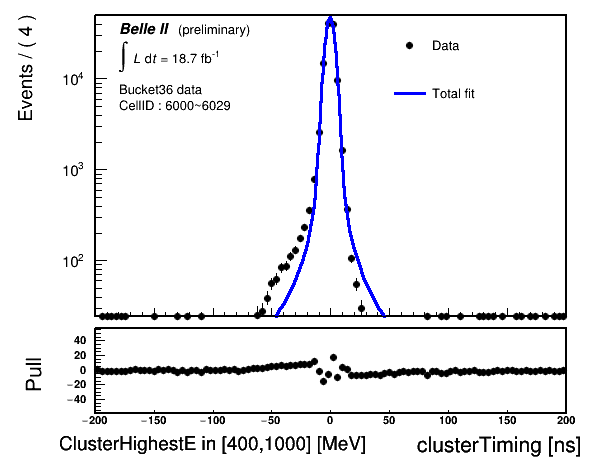 Events / ( 4 )
Belle II (preliminary)
∫ L dt = 18.7 fb⁻¹
Bucket36 data
CellID : 6000~6029
Data
Total fit
10⁴
10³
10²
Pull
40
20
0
−20
−40
−200 −150 −100 −50 0 50 100 150 200
ClusterHighestE in [400,1000] [MeV]
clusterTiming [ns]